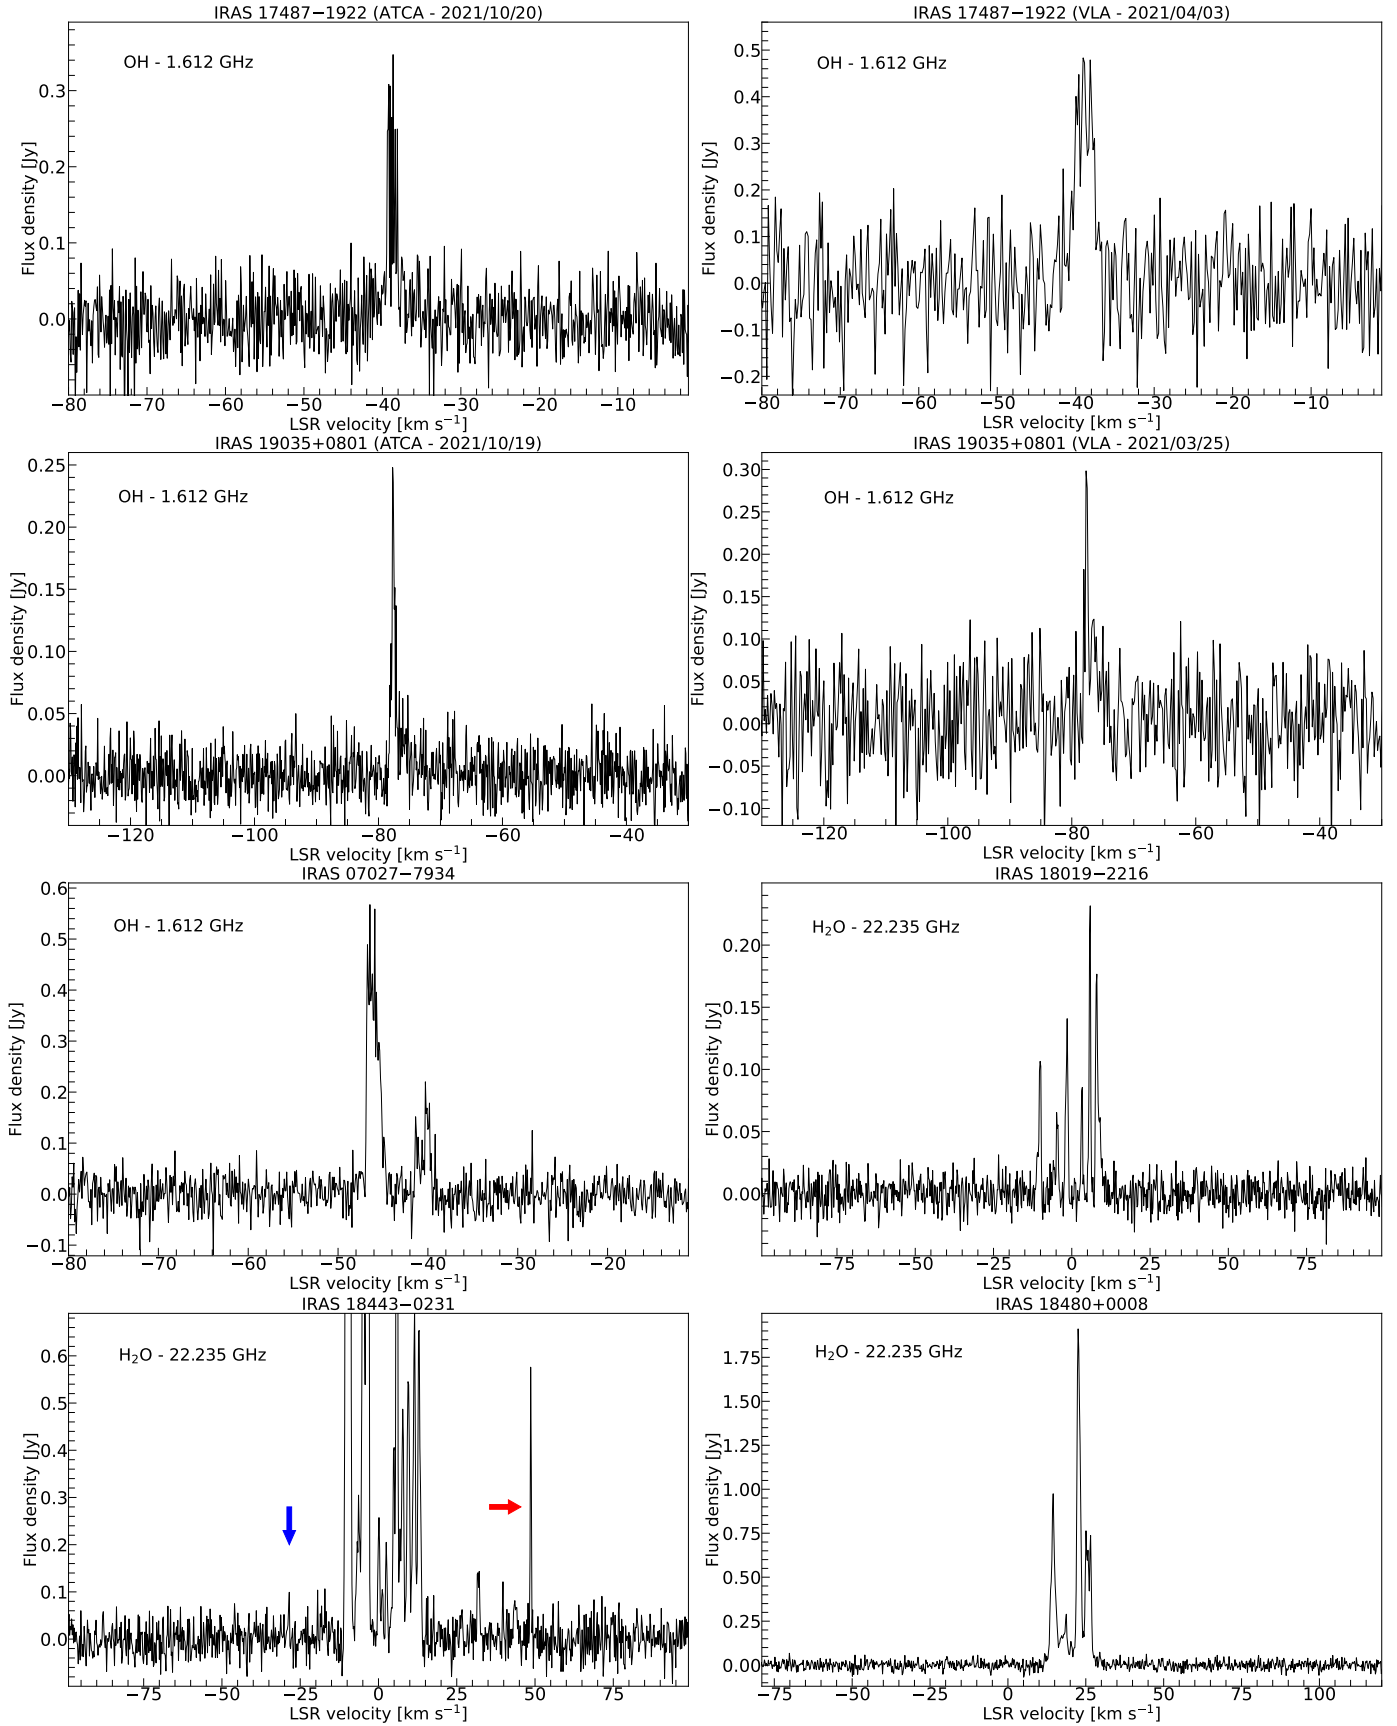 IRAS 17487−1922 (ATCA - 2021/10/20)
OH - 1.612 GHz
Flux density [Jy]
0.3
0.2
0.1
0.0
−80 −70 −60 −50 −40 −30 −20 −10
LSR velocity [km s⁻¹]
IRAS 17487−1922 (VLA - 2021/04/03)
OH - 1.612 GHz
Flux density [Jy]
0.5
0.4
0.3
0.2
0.1
0.0
−0.1
−0.2
−80 −70 −60 −50 −40 −30 −20 −10
LSR velocity [km s⁻¹]
IRAS 19035+0801 (ATCA - 2021/10/19)
OH - 1.612 GHz
Flux density [Jy]
0.25
0.20
0.15
0.10
0.05
0.00
−120 −100 −80 −60 −40
LSR velocity [km s⁻¹]
IRAS 19035+0801 (VLA - 2021/03/25)
OH - 1.612 GHz
Flux density [Jy]
0.30
0.25
0.20
0.15
0.10
0.05
0.00
−0.05
−0.10
−120 −100 −80 −60 −40
LSR velocity [km s⁻¹]
IRAS 07027−7934
OH - 1.612 GHz
Flux density [Jy]
0.6
0.5
0.4
0.3
0.2
0.1
0.0
−0.1
−80 −70 −60 −50 −40 −30 −20
LSR velocity [km s⁻¹]
IRAS 18019−2216
H₂O - 22.235 GHz
Flux density [Jy]
0.20
0.15
0.10
0.05
0.00
−75 −50 −25 0 25 50 75
LSR velocity [km s⁻¹]
IRAS 18443−0231
H₂O - 22.235 GHz
Flux density [Jy]
0.6
0.5
0.4
0.3
0.2
0.1
0.0
−75 −50 −25 0 25 50 75
LSR velocity [km s⁻¹]
IRAS 18480+0008
H₂O - 22.235 GHz
Flux density [Jy]
1.75
1.50
1.25
1.00
0.75
0.50
0.25
0.00
−75 −50 −25 0 25 50 75 100
LSR velocity [km s⁻¹]